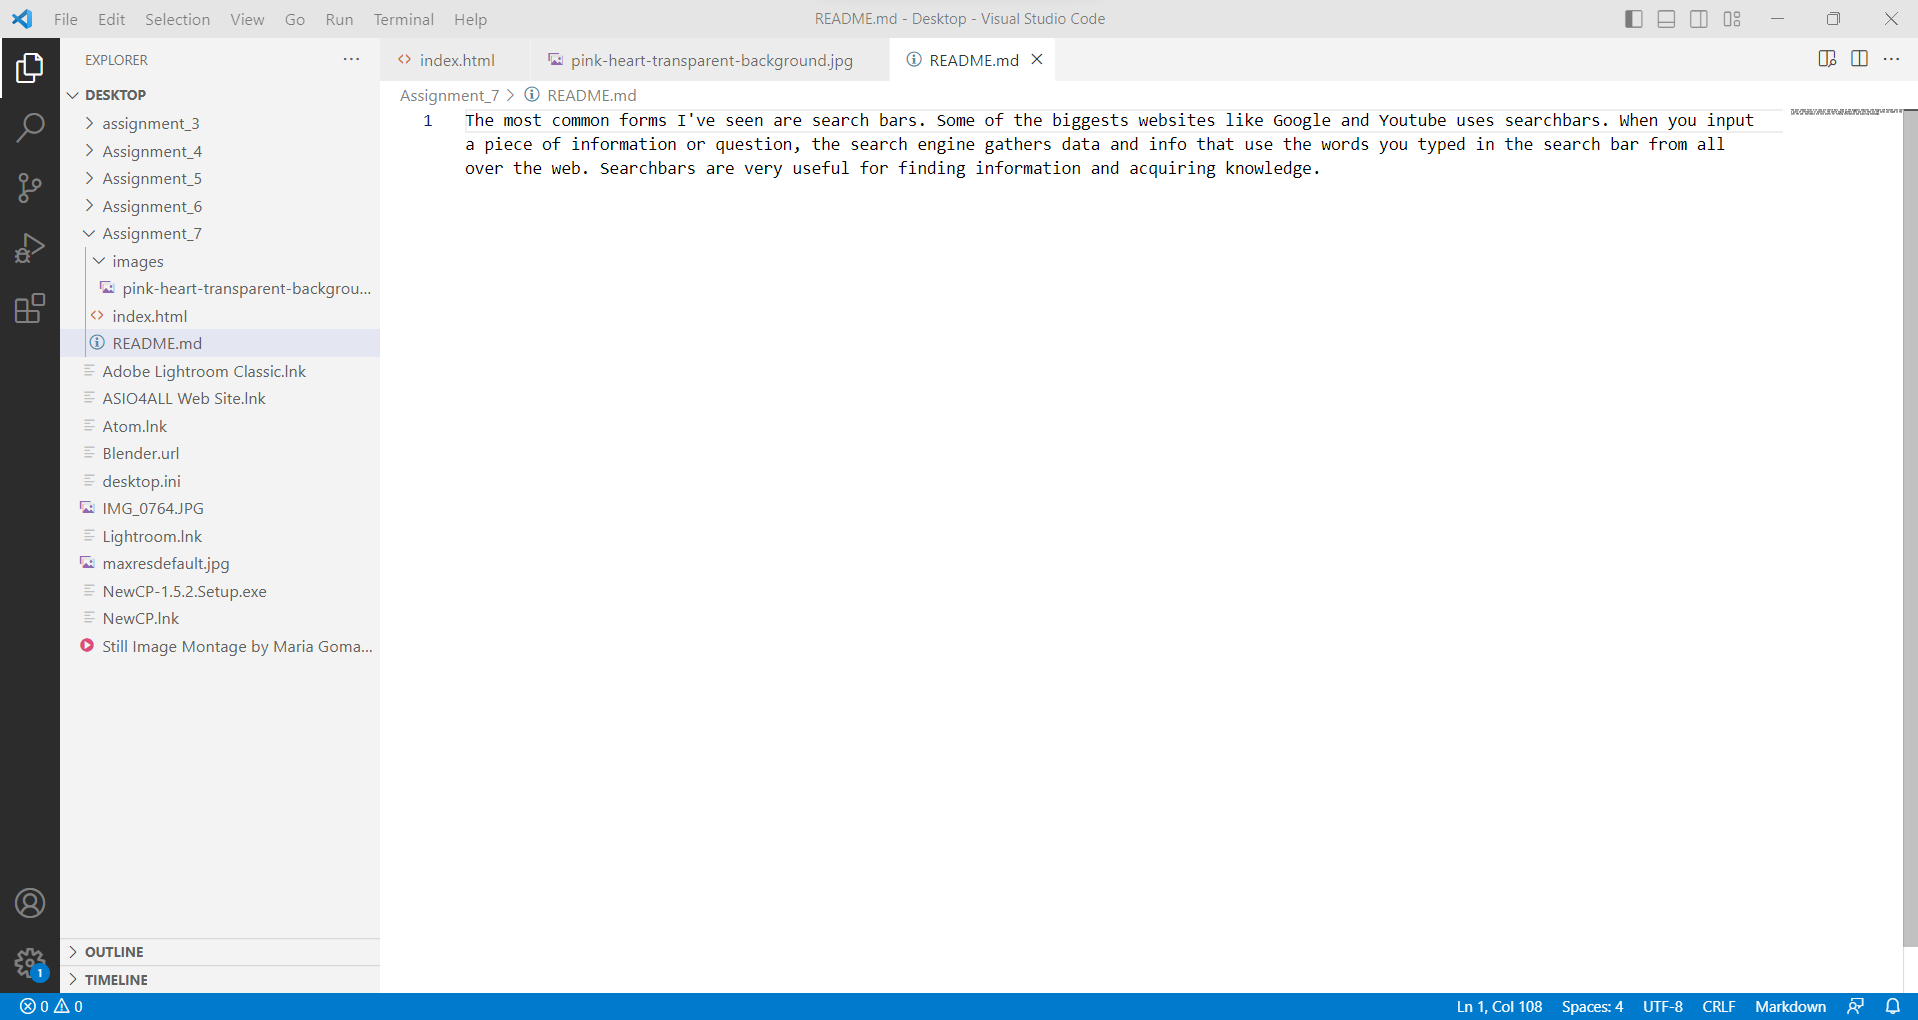 File Edit Selection View Go Run Terminal Help
README.md - Desktop - Visual Studio Code
EXPLORER
DESKTOP
assignment_3
Assignment_4
Assignment_5
Assignment_6
Assignment_7
images
pink-heart-transparent-backgrou...
index.html
README.md
Adobe Lightroom Classic.lnk
ASIO4ALL Web Site.lnk
Atom.lnk
Blender.url
desktop.ini
IMG_0764.JPG
Lightroom.lnk
maxresdefault.jpg
NewCP-1.5.2.Setup.exe
NewCP.lnk
Still Image Montage by Maria Goma...
OUTLINE
TIMELINE
1
index.html pink-heart-transparent-background.jpg README.md
Assignment_7 > README.md
1 The most common forms I've seen are search bars. Some of the biggests websites like Google and Youtube uses searchbars. When you input
a piece of information or question, the search engine gathers data and info that use the words you typed in the search bar from all
over the web. Searchbars are very useful for finding information and acquiring knowledge.
0 0 Ln 1, Col 108 Spaces: 4 UTF-8 CRLF Markdown